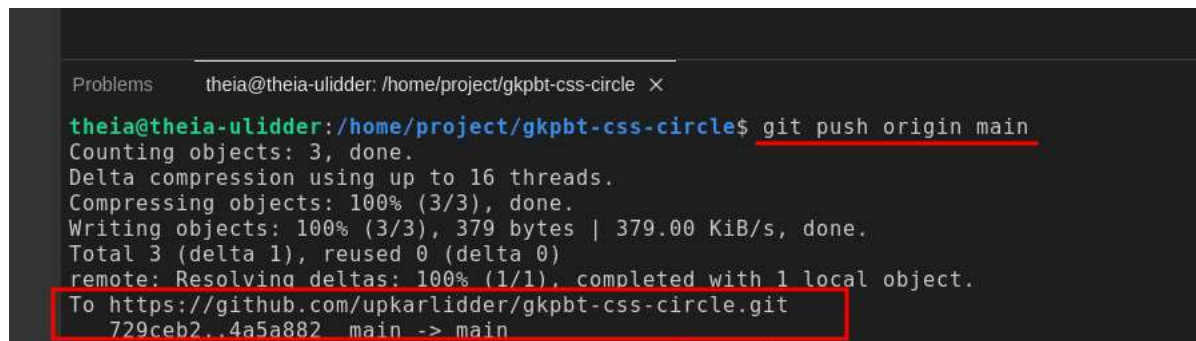 Problems theia@theia-ulidder: /home/project/gkpbt-css-circle ×
theia@theia-ulidder:/home/project/gkpbt-css-circle$ git push origin main
Counting objects: 3, done.
Delta compression using up to 16 threads.
Compressing objects: 100% (3/3), done.
Writing objects: 100% (3/3), 379 bytes | 379.00 KiB/s, done.
Total 3 (delta 1), reused 0 (delta 0)
remote: Resolving deltas: 100% (1/1), completed with 1 local object.
To https://github.com/upkarlidder/gkpbt-css-circle.git
729ceb2..4a5a882 main -> main